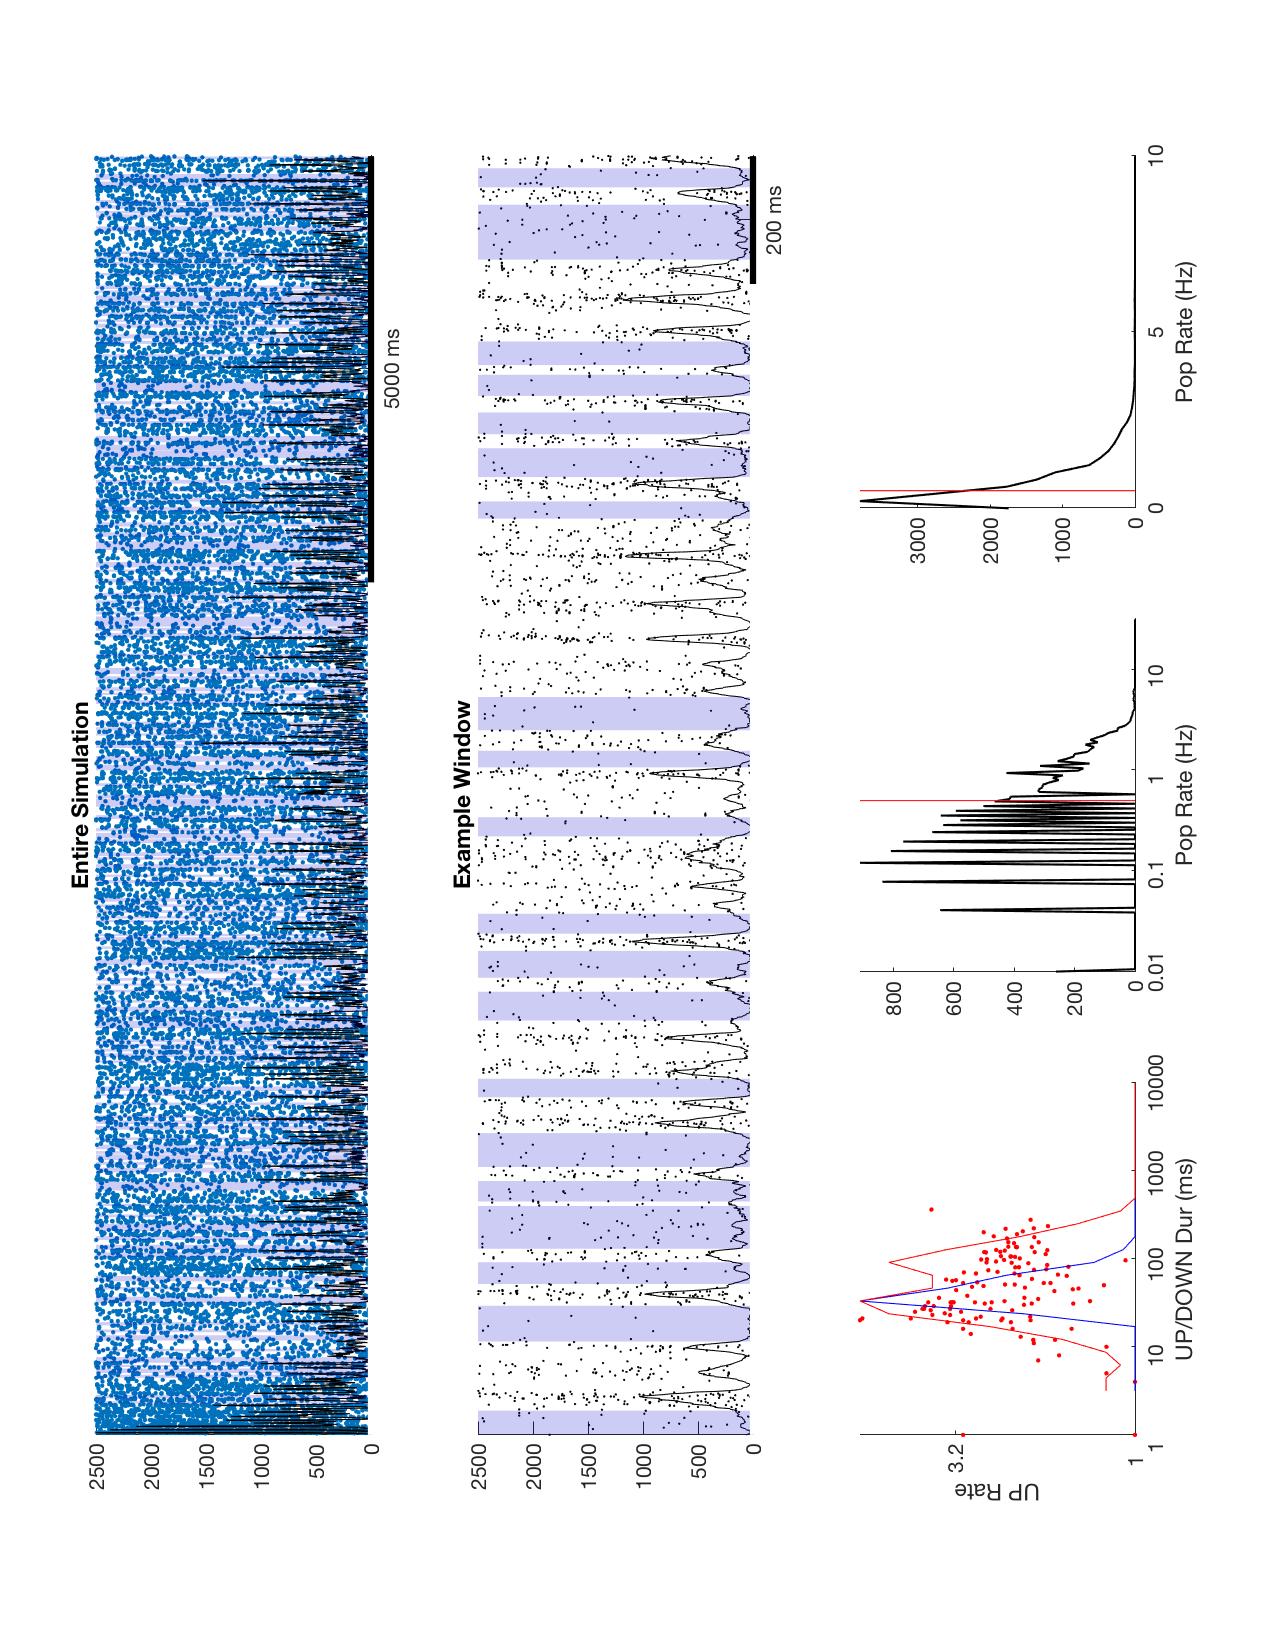 Entire Simulation
2500
2000
1500
1000
500
0
5000 ms
Example Window
2500
2000
1500
1000
500
0
200 ms
UP Rate
3.2
1
1 10 100 1000 10000
UP/DOWN Dur (ms)
800
600
400
200
0
0.01 0.1 1 10
Pop Rate (Hz)
3000
2000
1000
0
0 5 10
Pop Rate (Hz)